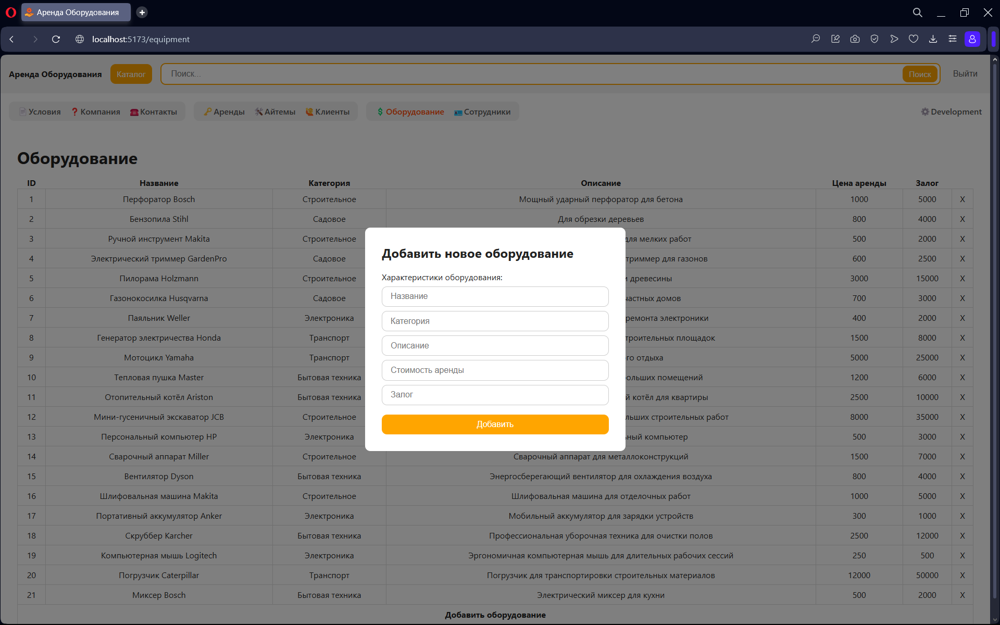 Аренда Оборудования
localhost:5173/equipment
Аренда Оборудования Каталог Поиск... Поиск Выйти
Условия Компания Контакты Аренды Айтемы Клиенты Оборудование Сотрудники Development
Оборудование
ID Название Категория Описание Цена аренды Залог
1 Перфоратор Bosch Строительное Мощный ударный перфоратор для бетона 1000 5000 X
2 Бензопила Stihl Садовое Для обрезки деревьев 800 4000 X
3 Ручной инструмент Makita Строительное для мелких работ 500 2000 X
4 Электрический триммер GardenPro Садовое триммер для газонов 600 2500 X
5 Пилорама Holzmann Строительное древесины 3000 15000 X
6 Газонокосилка Husqvarna Садовое частных домов 700 3000 X
7 Паяльник Weller Электроника ремонта электроники 400 2000 X
8 Генератор электричества Honda Транспорт троительных площадок 1500 8000 X
9 Мотоцикл Yamaha Транспорт го отдыха 5000 25000 X
10 Тепловая пушка Master Бытовая техника ольших помещений 1200 6000 X
11 Отопительный котёл Ariston Бытовая техника й котёл для квартиры 2500 10000 X
12 Мини-гусеничный экскаватор JCB Строительное льших строительных работ 8000 35000 X
13 Персональный компьютер HP Электроника ный компьютер 500 3000 X
14 Сварочный аппарат Miller Строительное Сварочный аппарат для металлоконструкций 1500 7000 X
15 Вентилятор Dyson Бытовая техника Энергосберегающий вентилятор для охлаждения воздуха 800 4000 X
16 Шлифовальная машина Makita Строительное Шлифовальная машина для отделочных работ 1000 5000 X
17 Портативный аккумулятор Anker Электроника Мобильный аккумулятор для зарядки устройств 300 1000 X
18 Скруббер Karcher Бытовая техника Профессиональная уборочная техника для очистки полов 2500 12000 X
19 Компьютерная мышь Logitech Электроника Эргономичная компьютерная мышь для длительных рабочих сессий 250 500 X
20 Погрузчик Caterpillar Транспорт Погрузчик для транспортировки строительных материалов 12000 50000 X
21 Миксер Bosch Бытовая техника Электрический миксер для кухни 500 2000 X
Добавить оборудование
Добавить новое оборудование
Характеристики оборудования:
Название
Категория
Описание
Стоимость аренды
Залог
Добавить